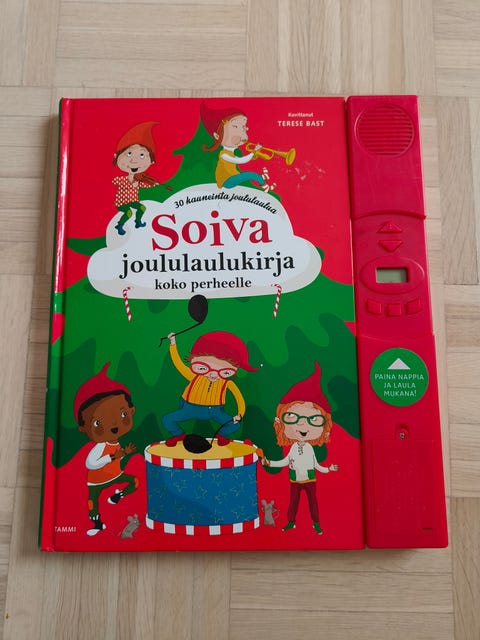 Kuvittanut
TERESE BAST
30 kauneinta joululaulua
Soiva
joululaulukirja
koko perheelle
PAINA NAPPIA
JA LAULA
MUKANA!
TAMMI